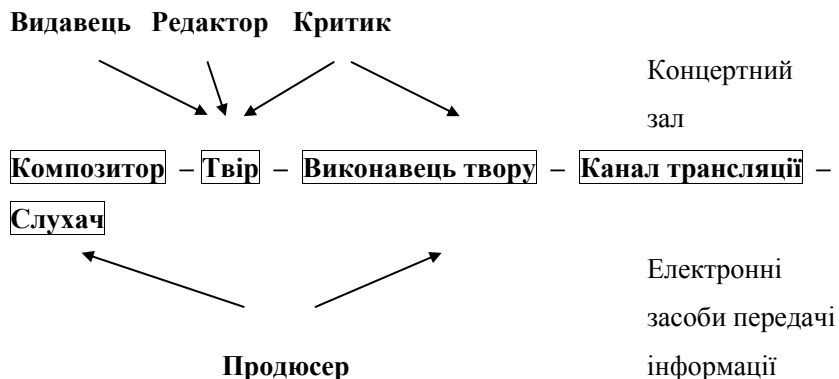 Видавець Редактор Критик
Концертний
зал
Композитор – Твір – Виконавець твору – Канал трансляції –
Слухач
Електронні
засоби передачі
Продюсер інформації